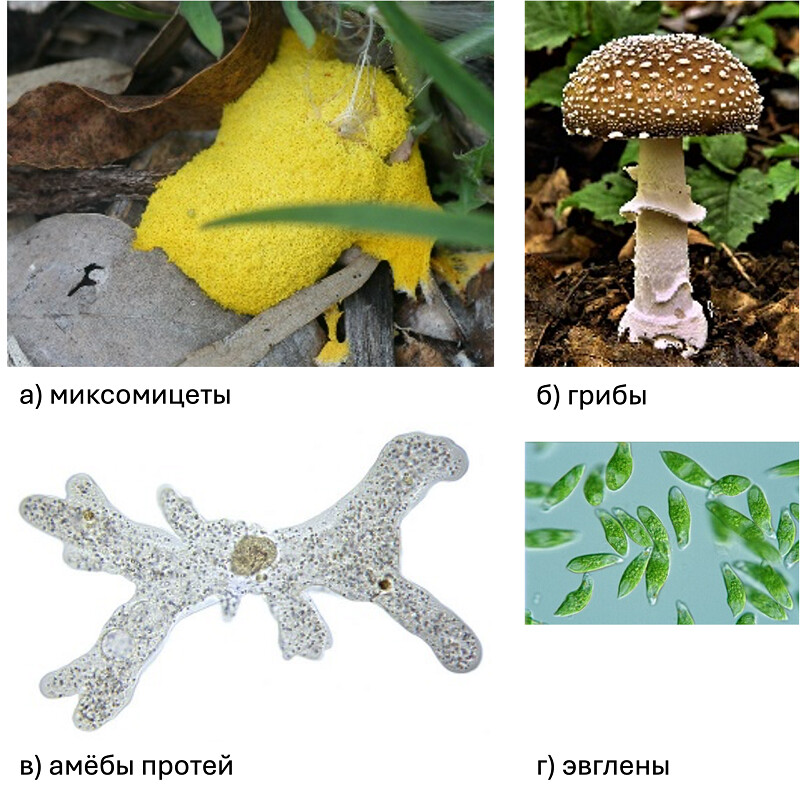 а) миксомицеты
б) грибы
в) амёбы протей
г) эвглены